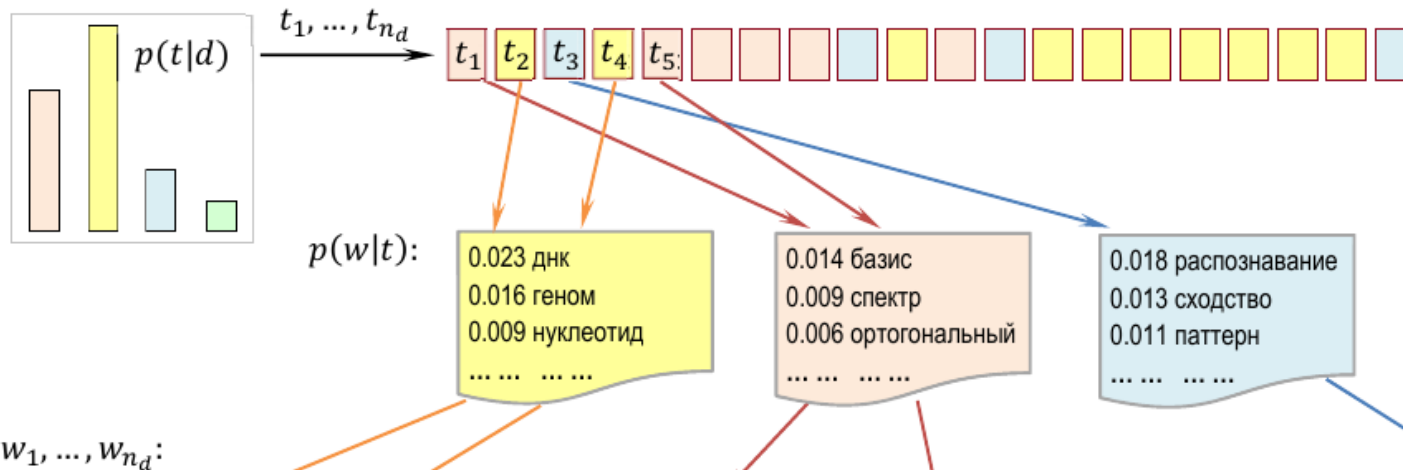 p(t|d)
t₁, ..., t_{n_d}
t₁ t₂ t₃ t₄ t₅
p(w|t):
0.023 днк
0.016 геном
0.009 нуклеотид
... ... ... ...
0.014 базис
0.009 спектр
0.006 ортогональный
... ... ... ...
0.018 распознавание
0.013 сходство
0.011 паттерн
... ... ... ...
w₁, ..., w_{n_d}: